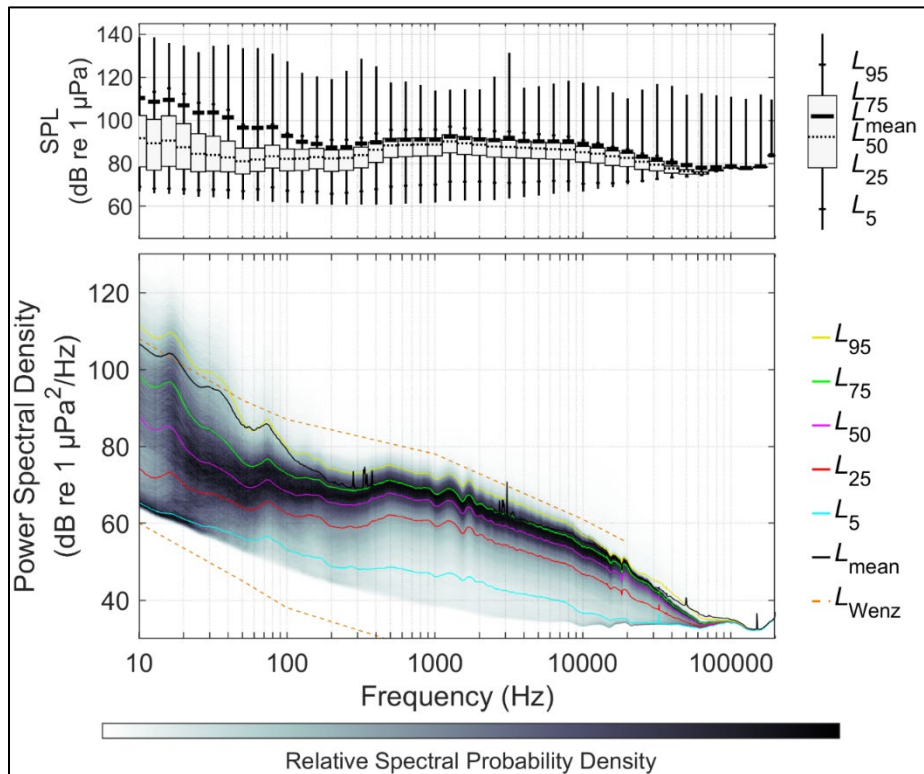 140
120
100
80
60
SPL
(dB re 1 µPa)
L95
L75
Lmean
L50
L25
L5
120
100
80
60
40
Power Spectral Density
(dB re 1 µPa²/Hz)
10
100
1000
10000
100000
Frequency (Hz)
L95
L75
L50
L25
L5
Lmean
LWenz
Relative Spectral Probability Density